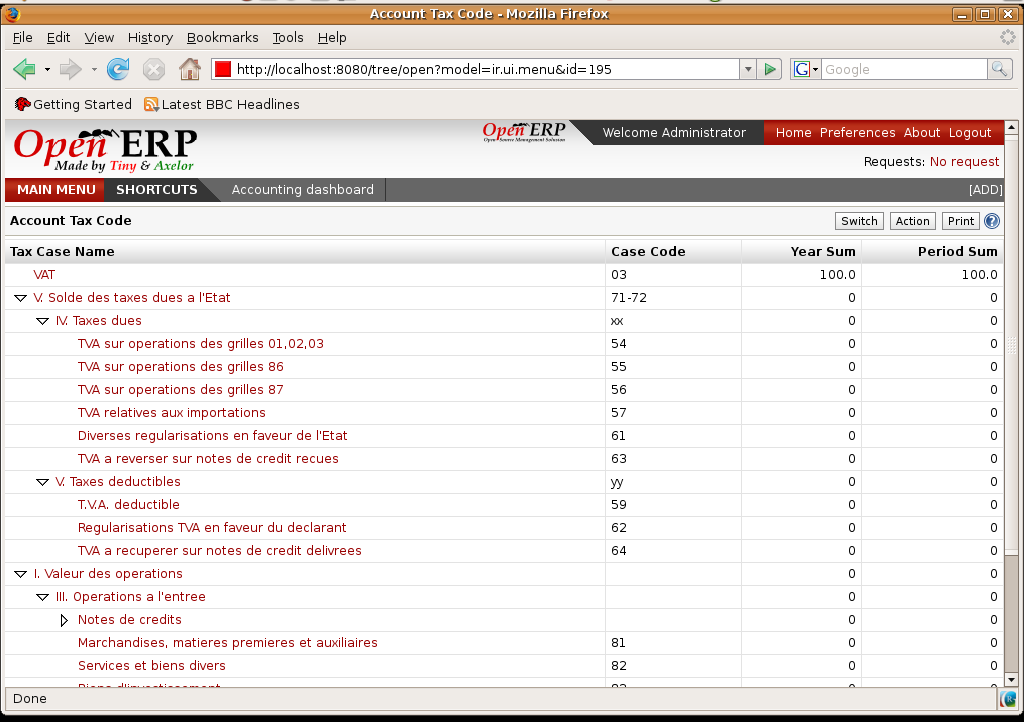 Account Tax Code - Mozilla Firefox
File Edit View History Bookmarks Tools Help
http://localhost:8080/tree/open?model=ir.ui.menu&id=195 G Google
Getting Started Latest BBC Headlines
Open ERP Open ERP Welcome Administrator Home Preferences About Logout
Open-Source Management Solution
Made by Tiny & Axelor Requests: No request
MAIN MENU SHORTCUTS Accounting dashboard [ADD]
Account Tax Code Switch Action Print ?
Tax Case Name Case Code Year Sum Period Sum
VAT 03 100.0 100.0
V. Solde des taxes dues a l'Etat 71-72 0 0
IV. Taxes dues xx 0 0
TVA sur operations des grilles 01,02,03 54 0 0
TVA sur operations des grilles 86 55 0 0
TVA sur operations des grilles 87 56 0 0
TVA relatives aux importations 57 0 0
Diverses regularisations en faveur de l'Etat 61 0 0
TVA a reverser sur notes de credit recues 63 0 0
V. Taxes deductibles yy 0 0
T.V.A. deductible 59 0 0
Regularisations TVA en faveur du declarant 62 0 0
TVA a recuperer sur notes de credit delivrees 64 0 0
I. Valeur des operations 0 0
III. Operations a l'entree 0 0
Notes de credits 0 0
Marchandises, matieres premieres et auxiliaires 81 0 0
Services et biens divers 82 0 0
Done